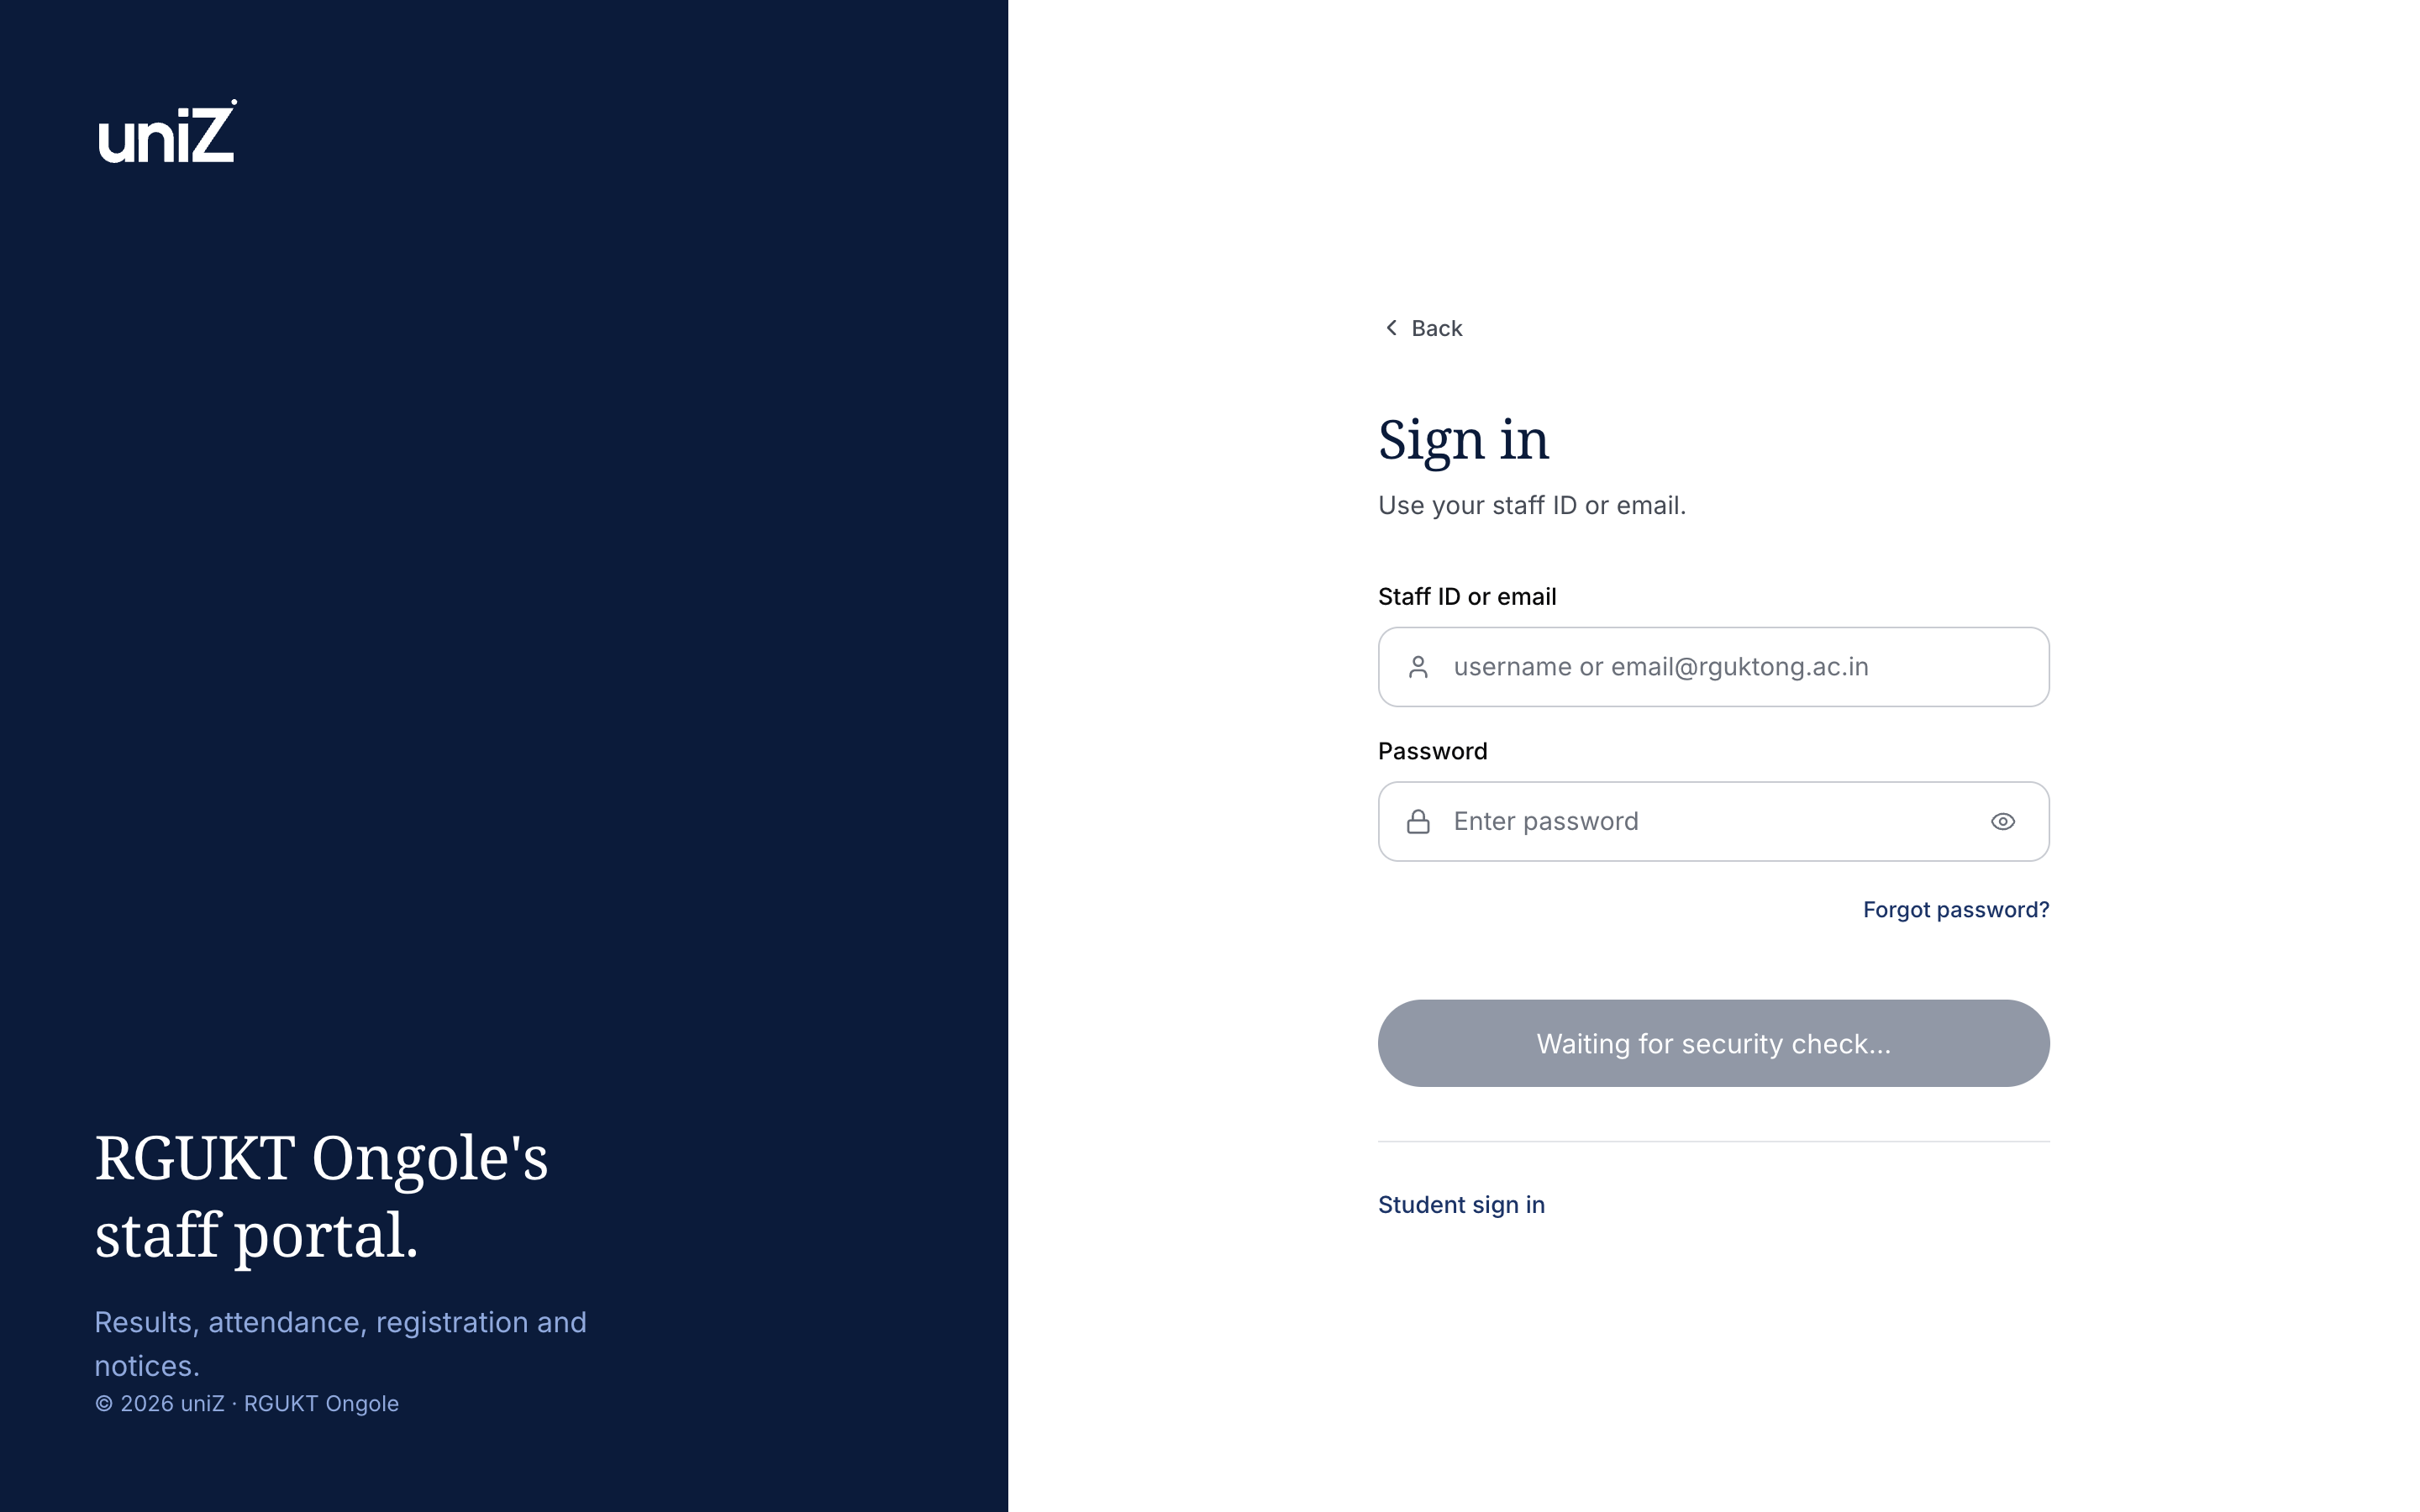 uniZ
RGUKT Ongole's
staff portal.
Results, attendance, registration and
notices.
© 2026 uniZ · RGUKT Ongole
Back
Sign in
Use your staff ID or email.
Staff ID or email
username or email@rguktong.ac.in
Password
Enter password
Forgot password?
Waiting for security check...
Student sign in